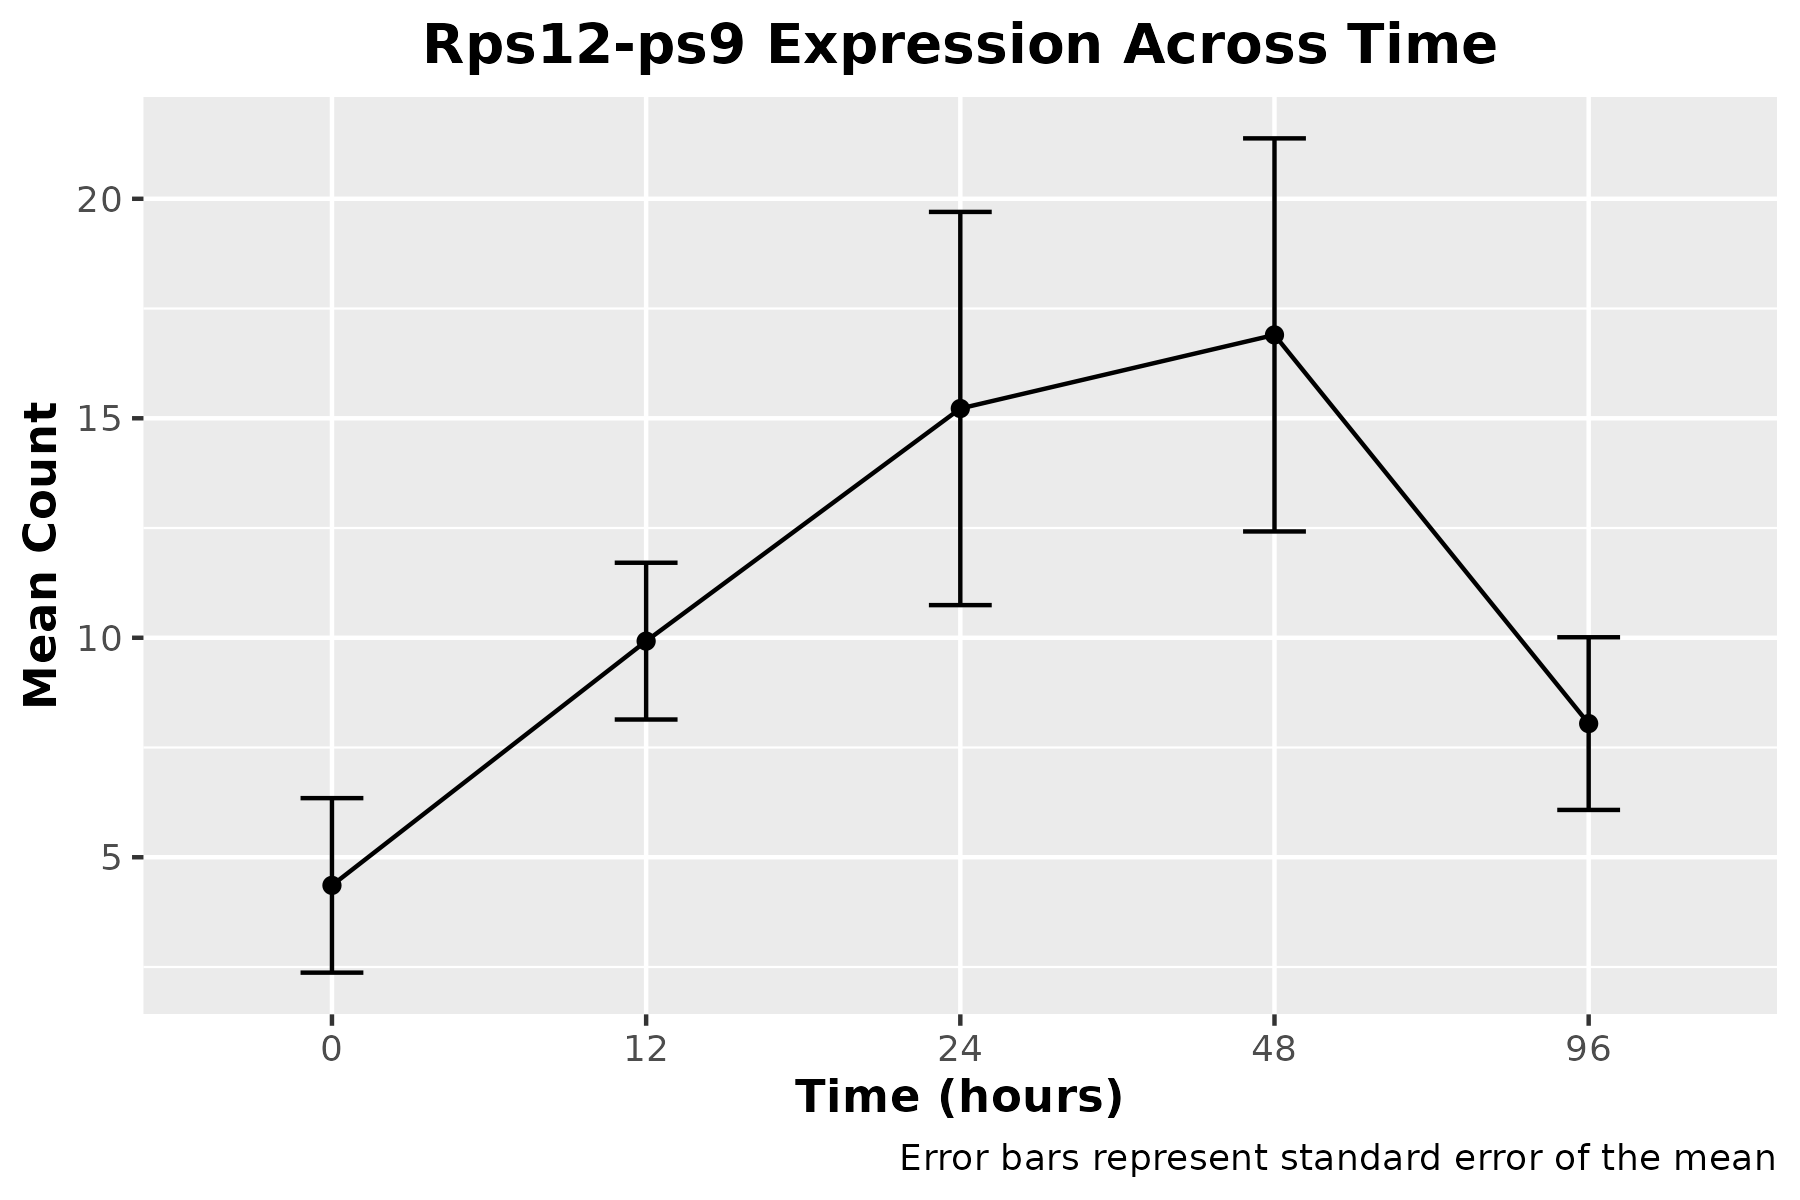 Rps12-ps9 Expression Across Time
Mean Count
20
15
10
5
0 12 24 48 96
Time (hours)
Error bars represent standard error of the mean